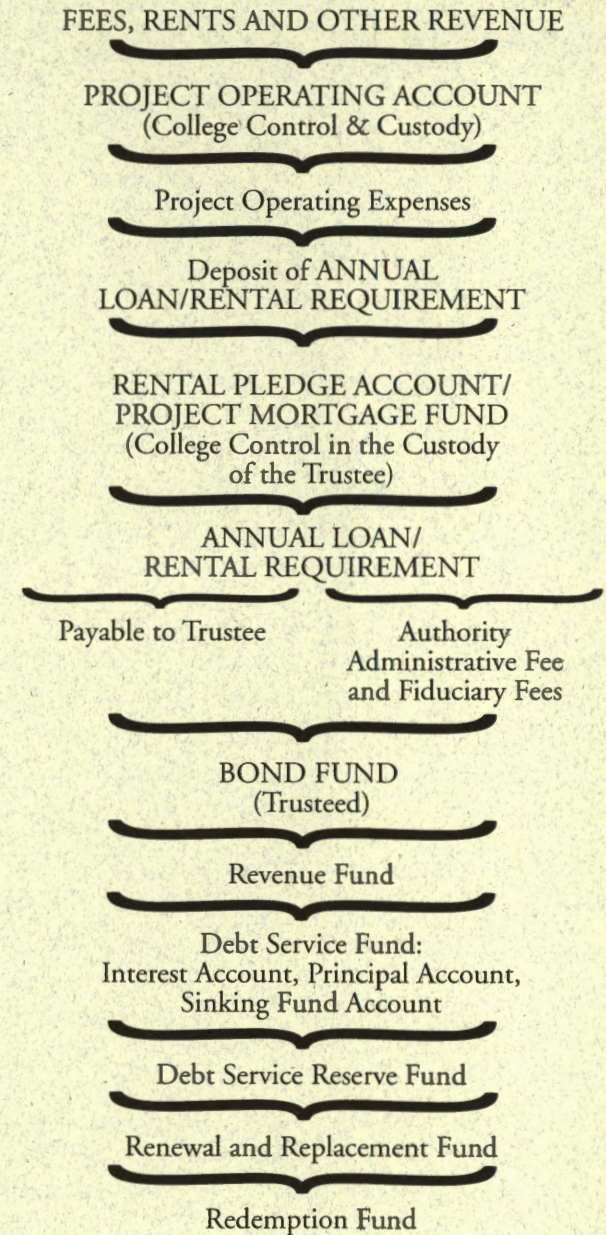 FEES, RENTS AND OTHER REVENUE
PROJECT OPERATING ACCOUNT
(College Control & Custody)
Project Operating Expenses
Deposit of ANNUAL
LOAN/RENTAL REQUIREMENT
RENTAL PLEDGE ACCOUNT/
PROJECT MORTGAGE FUND
(College Control in the Custody
of the Trustee)
ANNUAL LOAN/
RENTAL REQUIREMENT
Payable to Trustee
Authority
Administrative Fee
and Fiduciary Fees
BOND FUND
(Trusteed)
Revenue Fund
Debt Service Fund:
Interest Account, Principal Account,
Sinking Fund Account
Debt Service Reserve Fund
Renewal and Replacement Fund
Redemption Fund